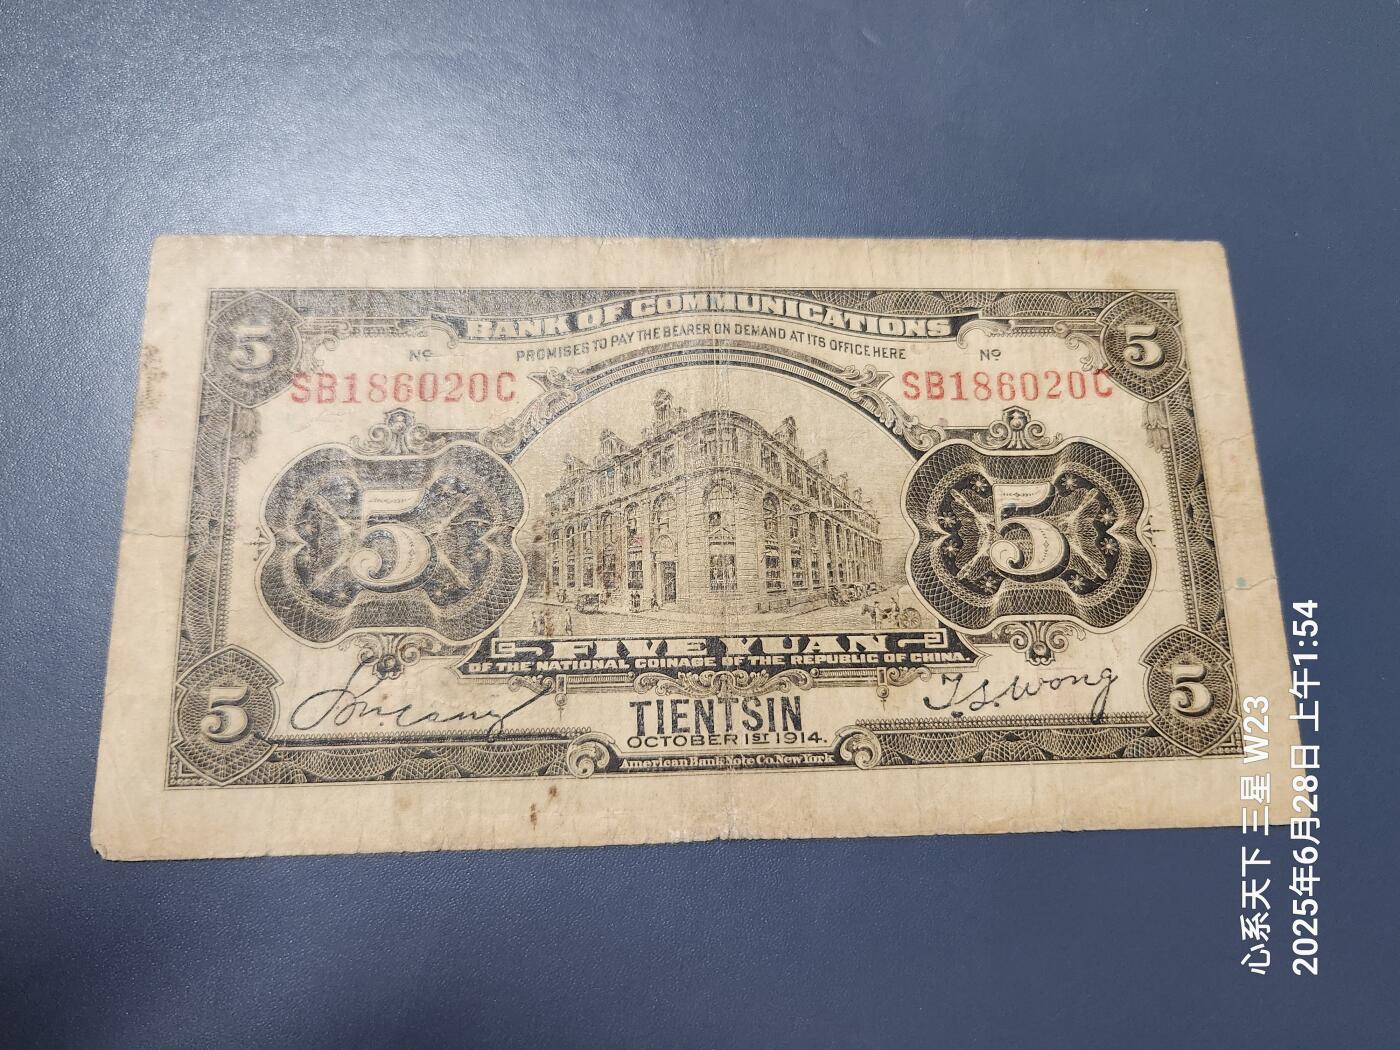 5
5
BANK OF COMMUNICATIONS
PROMISES TO PAY THE BEARER ON DEMAND AT ITS OFFICE HERE
Nº
Nº
SB186020C
SB186020C
5
5
FIVE YUAN
OF THE NATIONAL COINAGE OF THE REPUBLIC OF CHINA.
T.S. Wong
5
5
TIENTSIN
OCTOBER 1ST 1914.
American Bank Note Co. New York
心系天下 三星 W23
2025年6月28日 上午1:54